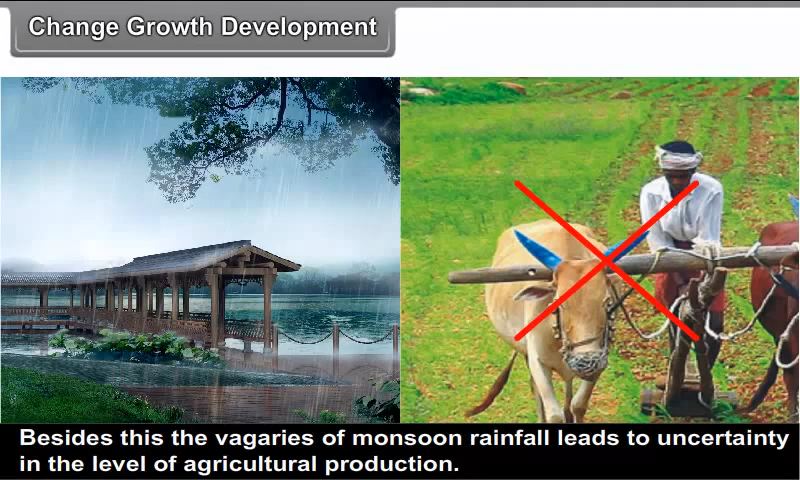 Change Growth Development
Besides this the vagaries of monsoon rainfall leads to uncertainty
in the level of agricultural production.